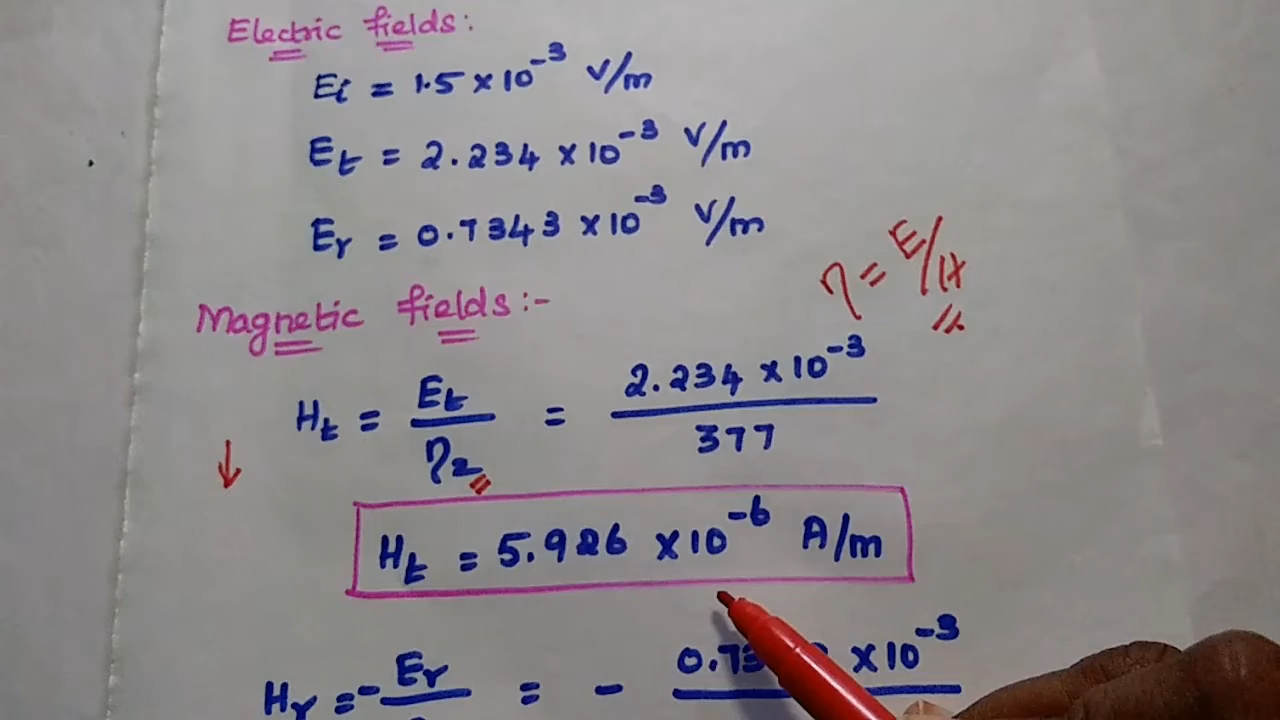 Electric fields:
Ei = 1.5 × 10⁻³ V/m
Et = 2.234 × 10⁻³ V/m
Er = 0.7343 × 10⁻³ V/m
η = E/H
Magnetic fields:-
Ht = Et/η2 = 2.234 × 10⁻³/377
Ht = 5.926 × 10⁻⁶ A/m
Hr = - Er = - × 10⁻³